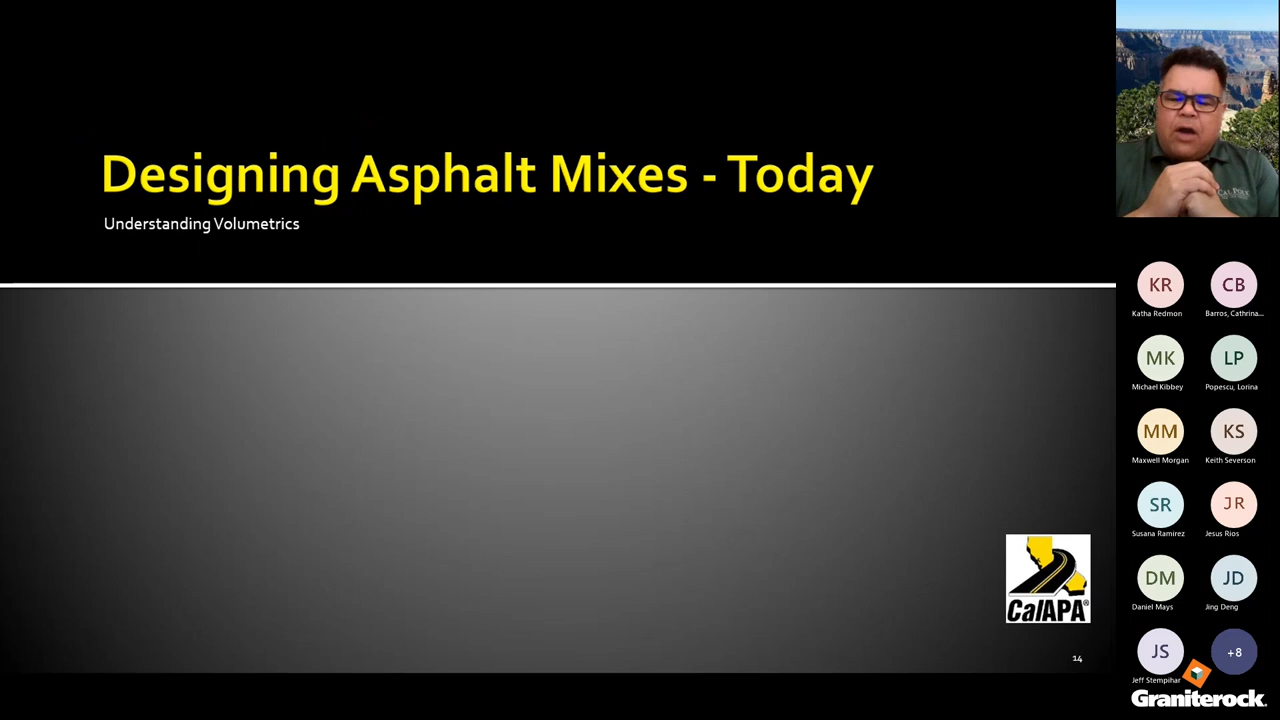 Designing Asphalt Mixes - Today
Understanding Volumetrics
CalAPA®
14
CAL POLY
KR
CB
Katha Redmon
Barros, Cathrina...
MK
LP
Michael Kibbey
Popescu, Lorina
MM
KS
Maxwell Morgan
Keith Severson
SR
JR
Susana Ramirez
Jesus Rios
DM
JD
Daniel Mays
Jing Deng
JS
+8
Jeff Stempihar
Graniterock.